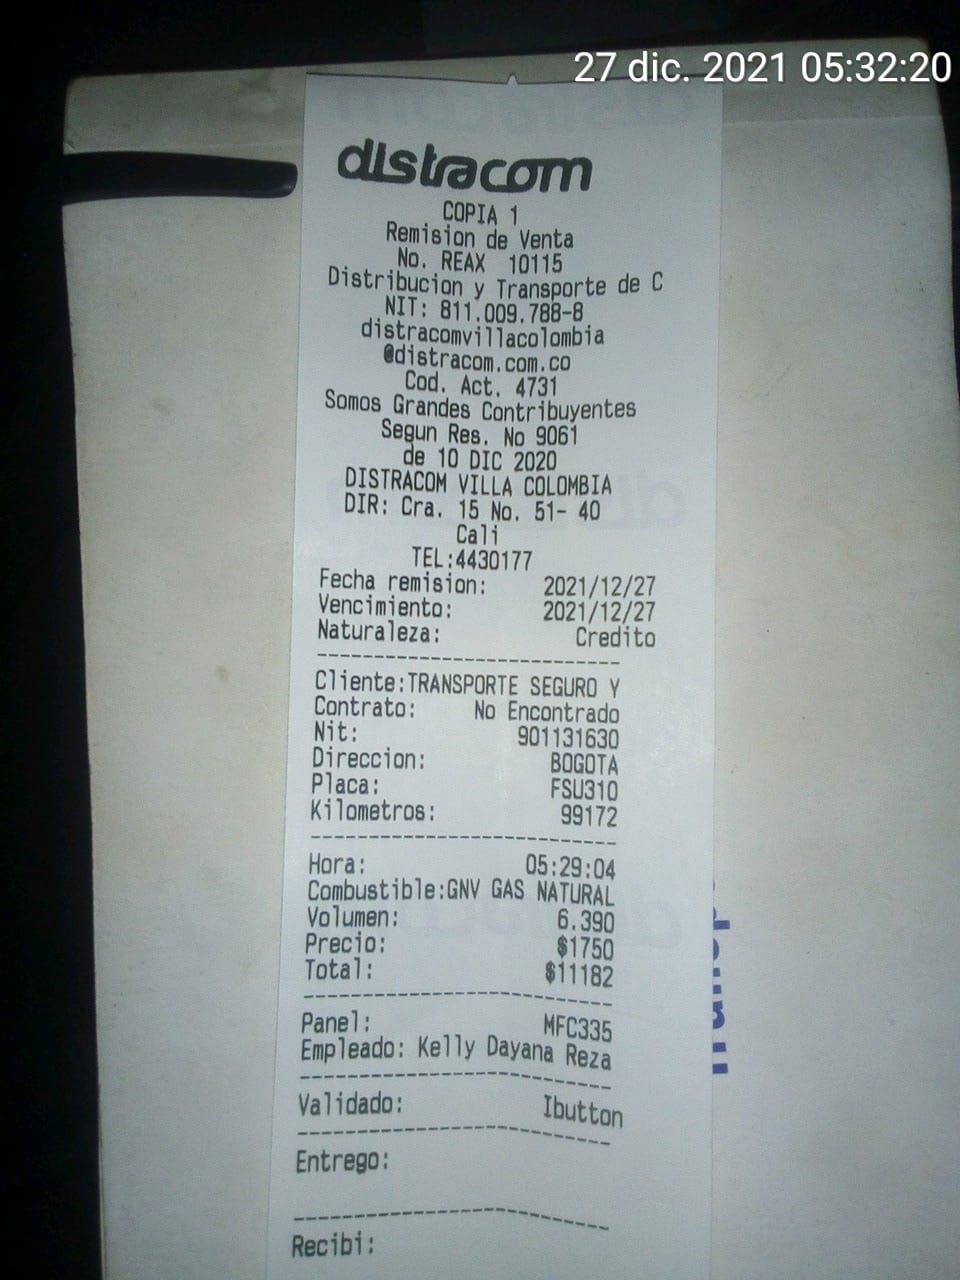 27 dic. 2021 05:32:20
distracom
COPIA 1
Remision de Venta
No. REAX 10115
Distribucion y Transporte de C
NIT: 811.009.788-8
distracomvillacolombia
@distracom.com.co
Cod. Act. 4731
Somos Grandes Contribuyentes
Segun Res. No 9061
de 10 DIC 2020
DISTRACOM VILLA COLOMBIA
DIR: Cra. 15 No. 51- 40
Cali
TEL:4430177
Fecha remision: 2021/12/27
Vencimiento: 2021/12/27
Naturaleza: Credito
Cliente:TRANSPORTE SEGURO Y
Contrato: No Encontrado
Nit: 901131630
Direccion: BOGOTA
Placa: FSU310
Kilometros: 99172
Hora: 05:29:04
Combustible:GNV GAS NATURAL
Volumen: 6.390
Precio: $1750
Total: $11182
Panel: MFC335
Empleado: Kelly Dayana Reza
Validado: Ibutton
Entrego:
Recibi: